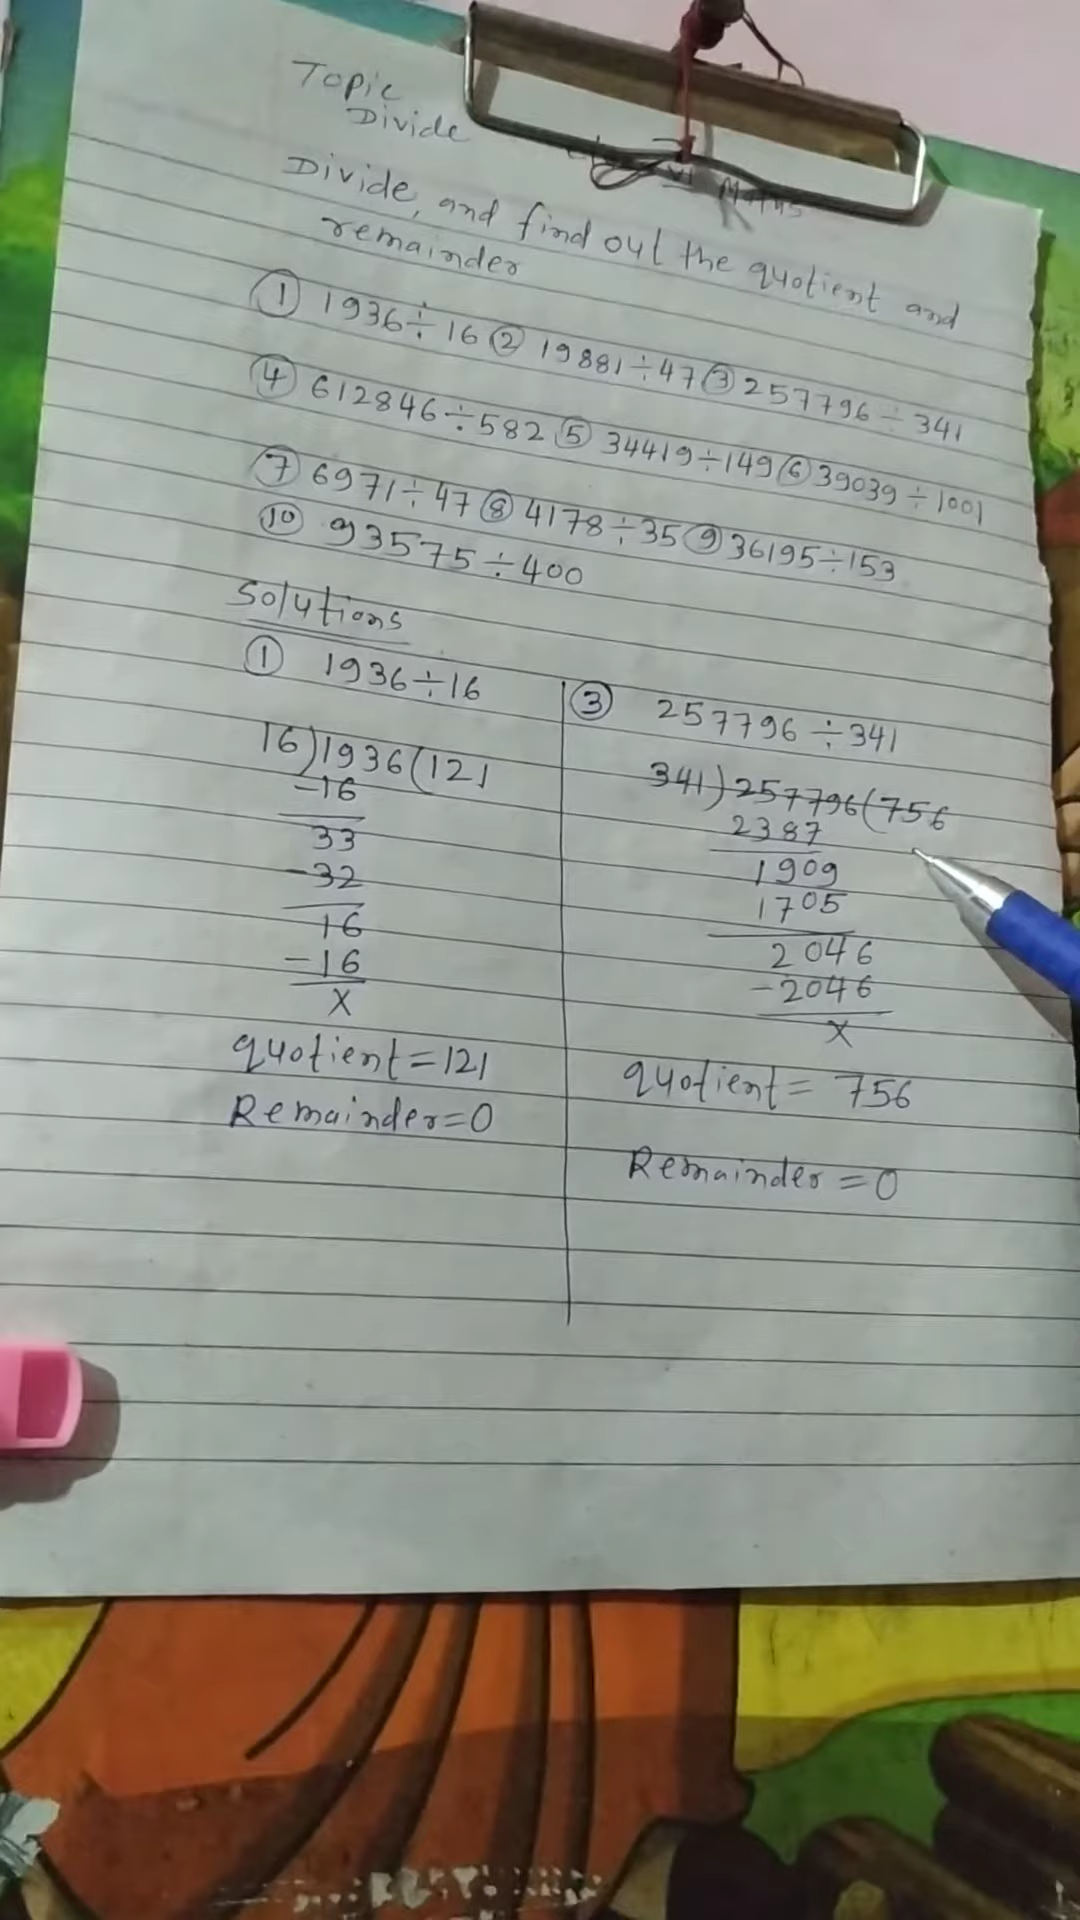 Topic
Divide
VI Maths
Divide, and find out the quotient and
remainder
① 1936÷16 ② 19881÷47 ③ 257796÷341
④ 612846÷582 ⑤ 34419÷149 ⑥ 39039÷1001
⑦ 6971÷47 ⑧ 4178÷35 ⑨ 36195÷153
⑩ 93575÷400
Solutions
① 1936÷16
16)1936(121
-16
33
-32
16
-16
X
quotient=121
Remainder=0
③ 257796÷341
341)257796(756
2387
1909
1705
2046
-2046
X
quotient= 756
Remainder=0